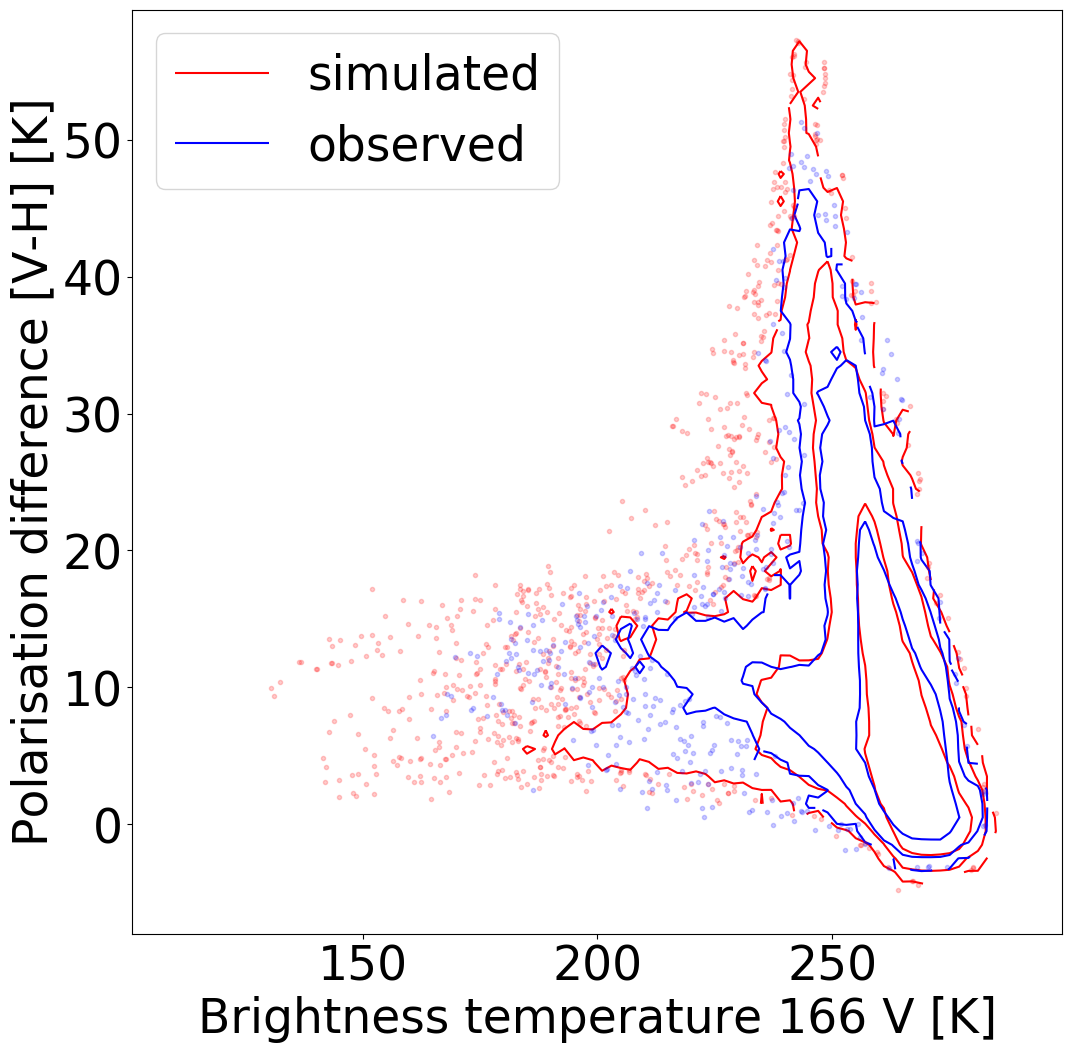 simulated
observed
Polarisation difference [V-H] [K]
50
40
30
20
10
0
150 200 250
Brightness temperature 166 V [K]